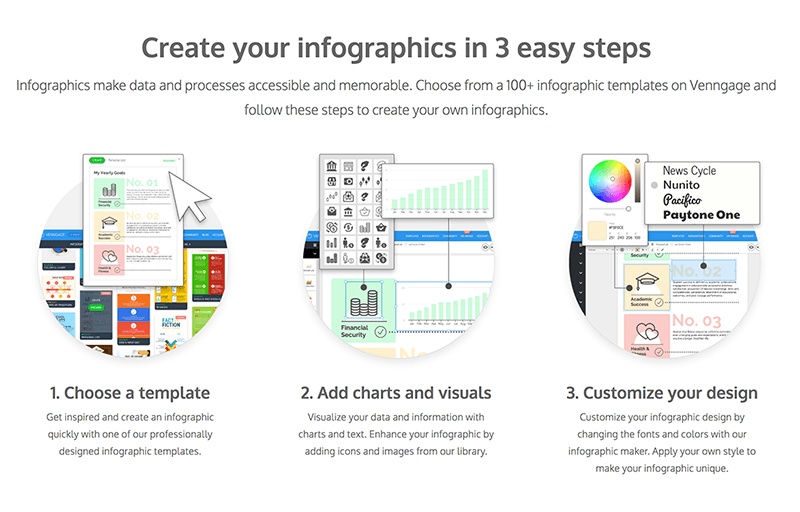 Create your infographics in 3 easy steps
Infographics make data and processes accessible and memorable. Choose from a 100+ infographic templates on Venngage and
follow these steps to create your own infographics.
My Yearly Goals
No. 01
Financial
Security
No. 02
Academic
Success
No. 03
Health &
Fitness
VENNGAGE
FACT
FICTION
Financial
Security
News Cycle
Nunito
Pacifico
Paytone One
Security
No. 02
Academic
Success
No. 03
Health &
1. Choose a template
Get inspired and create an infographic
quickly with one of our professionally
designed infographic templates.
2. Add charts and visuals
Visualize your data and information with
charts and text. Enhance your infographic by
adding icons and images from our library.
3. Customize your design
Customize your infographic design by
changing the fonts and colors with our
infographic maker. Apply your own style to
make your infographic unique.